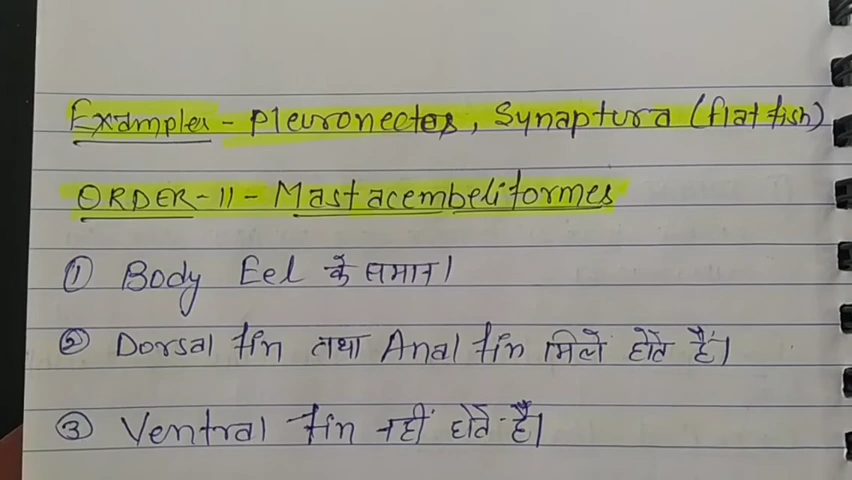 Examples - Pleuronectes, Synaptura (flat fish)
ORDER-11 - Mastacembeliformes
① Body Eel के समान।
② Dorsal fin तथा Anal fin मिले होते हैं।
③ Ventral fin नहीं होते हैं।